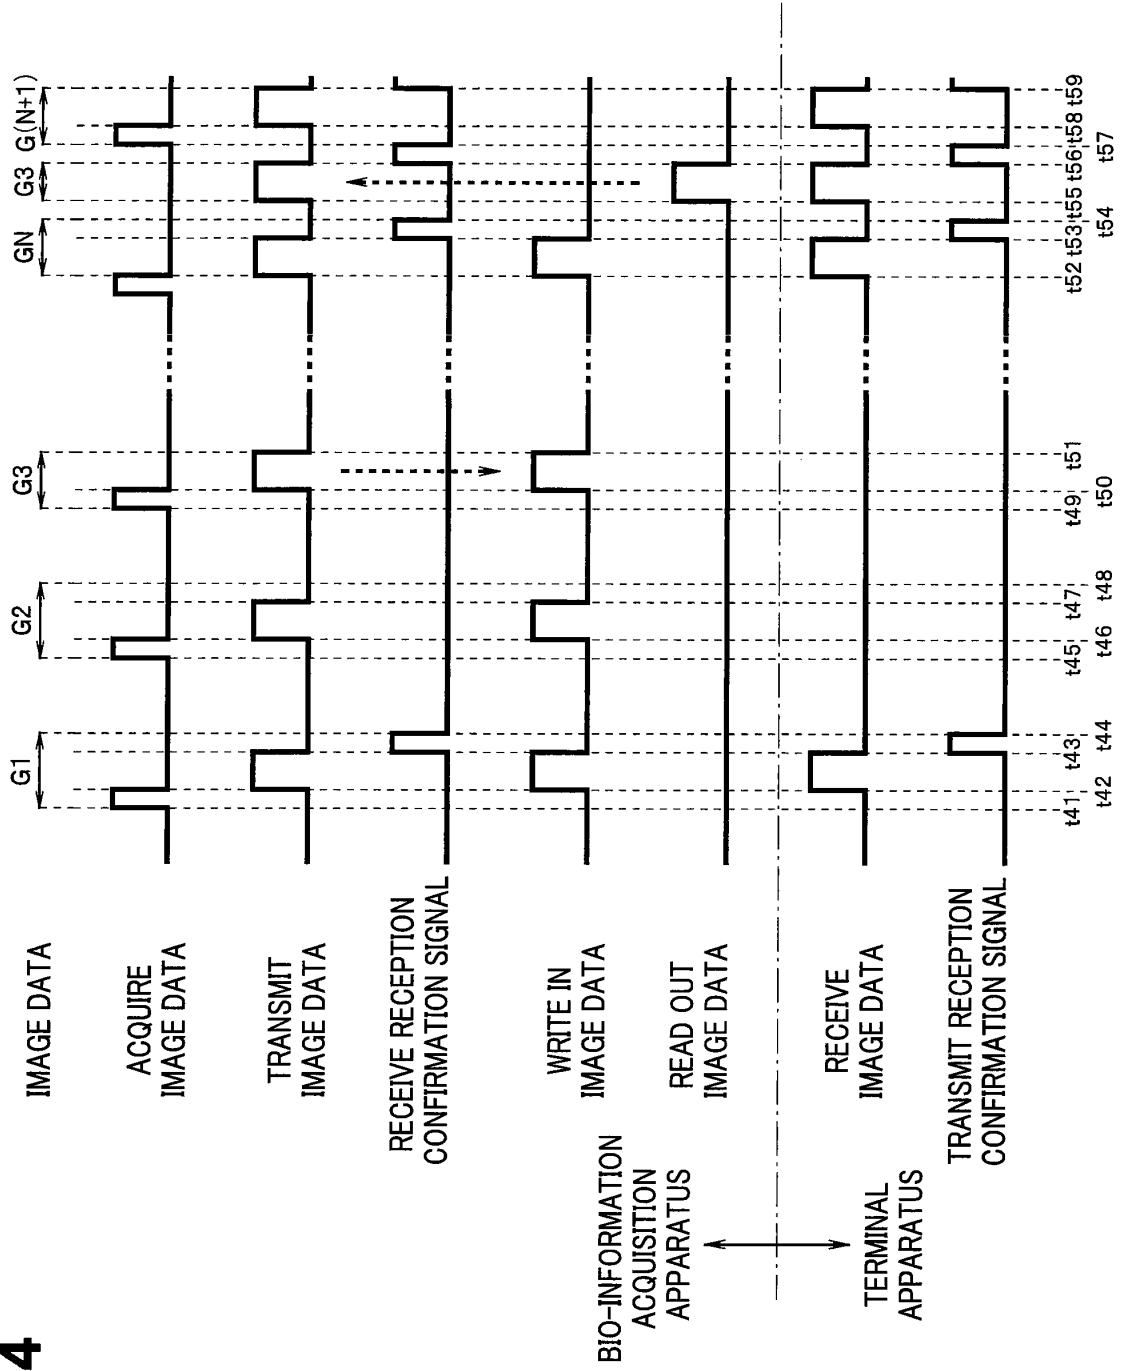 4
IMAGE DATA
G1
G2
G3
GN
G3
G(N+1)
ACQUIRE
IMAGE DATA
TRANSMIT
IMAGE DATA
RECEIVE RECEPTION
CONFIRMATION SIGNAL
WRITE IN
IMAGE DATA
READ OUT
IMAGE DATA
BIO-INFORMATION
ACQUISITION
APPARATUS
TERMINAL
APPARATUS
RECEIVE
IMAGE DATA
TRANSMIT RECEPTION
CONFIRMATION SIGNAL
t41 t43 t45 t47 t49 t51 t52 t53 t55 t56 t58 t59
t42 t44 t46 t48 t50 t54 t57